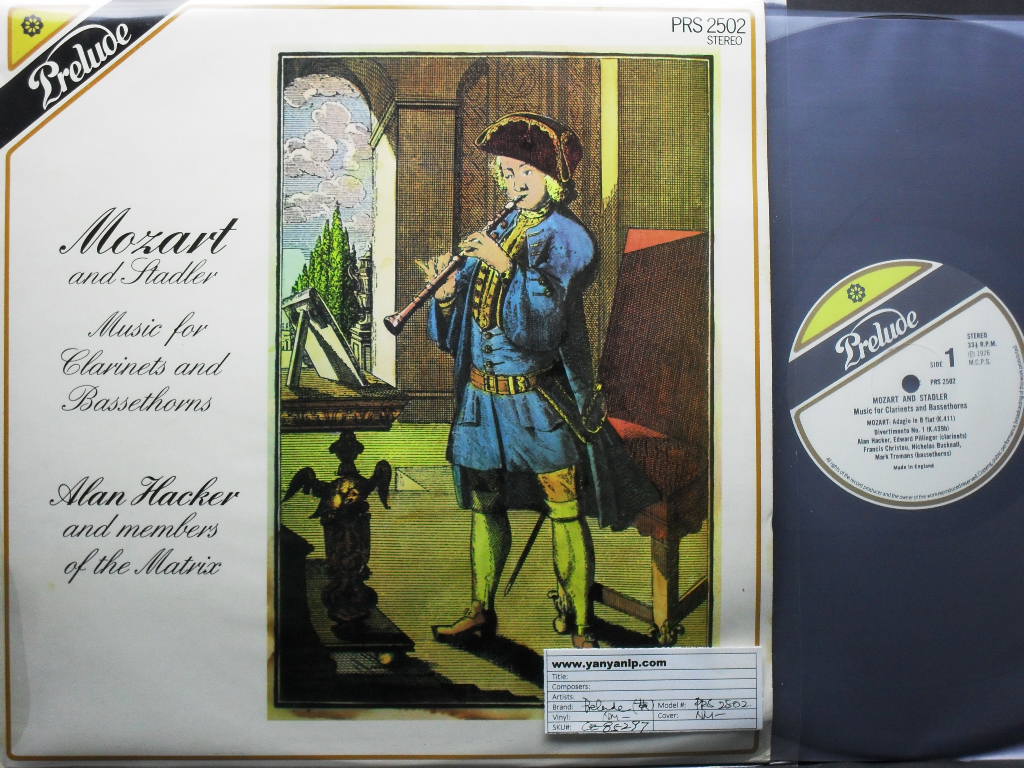 Prelude
PRS 2502
STEREO
Mozart
and Stadler
Music for
Clarinets and
Bassethorns
Alan Hacker
and members
of the Matrix
Prelude
STEREO
33⅓ R.P.M.
SIDE 1
Ⓟ 1976
M.C.P.S.
PRS 2502
MOZART AND STADLER
Music for Clarinets and Bassethorns
MOZART: Adagio in B flat (K.411)
Divertimento No. 1 (K.439b)
Alan Hacker, Edward Pillinger (clarinets)
Francis Christou, Nicholas Bucknall,
Mark Tromans (bassethorns)
Made in England
www.yanyanlp.com
Title:
Composers:
Artists:
Brand: Model #: PRS 2502
Vinyl: NM- Cover: NM-
SKU#: